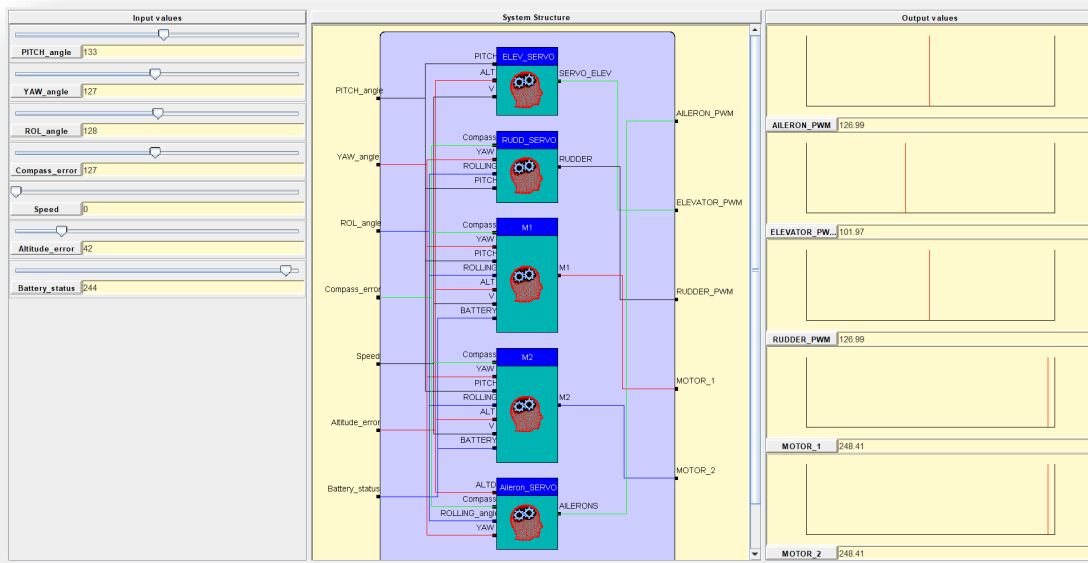 Input values
PITCH_angle 133
YAW_angle 127
ROL_angle 128
Compass_error 127
Speed 0
Altitude_error 42
Battery_status 244
System Structure
PITCH_angle
YAW_angle
ROL_angle
Compass_error
Speed
Altitude_error
Battery_status
ELEV_SERVO
PITCH
ALT
V
SERVO_ELEV
RUDD_SERVO
Compass
YAW
ROLLING
PITCH
RUDDER
M1
Compass
YAW
PITCH
ROLLING
ALT
V
BATTERY
M1
M2
Compass
YAW
PITCH
ROLLING
ALT
V
BATTERY
M2
Aileron_SERVO
ALTD
Compass
ROLLING_angle
YAW
AILERONS
AILERON_PWM
ELEVATOR_PWM
RUDDER_PWM
MOTOR_1
MOTOR_2
Output values
AILERON_PWM 126.99
ELEVATOR_PW... 101.97
RUDDER_PWM 126.99
MOTOR_1 248.41
MOTOR_2 248.41